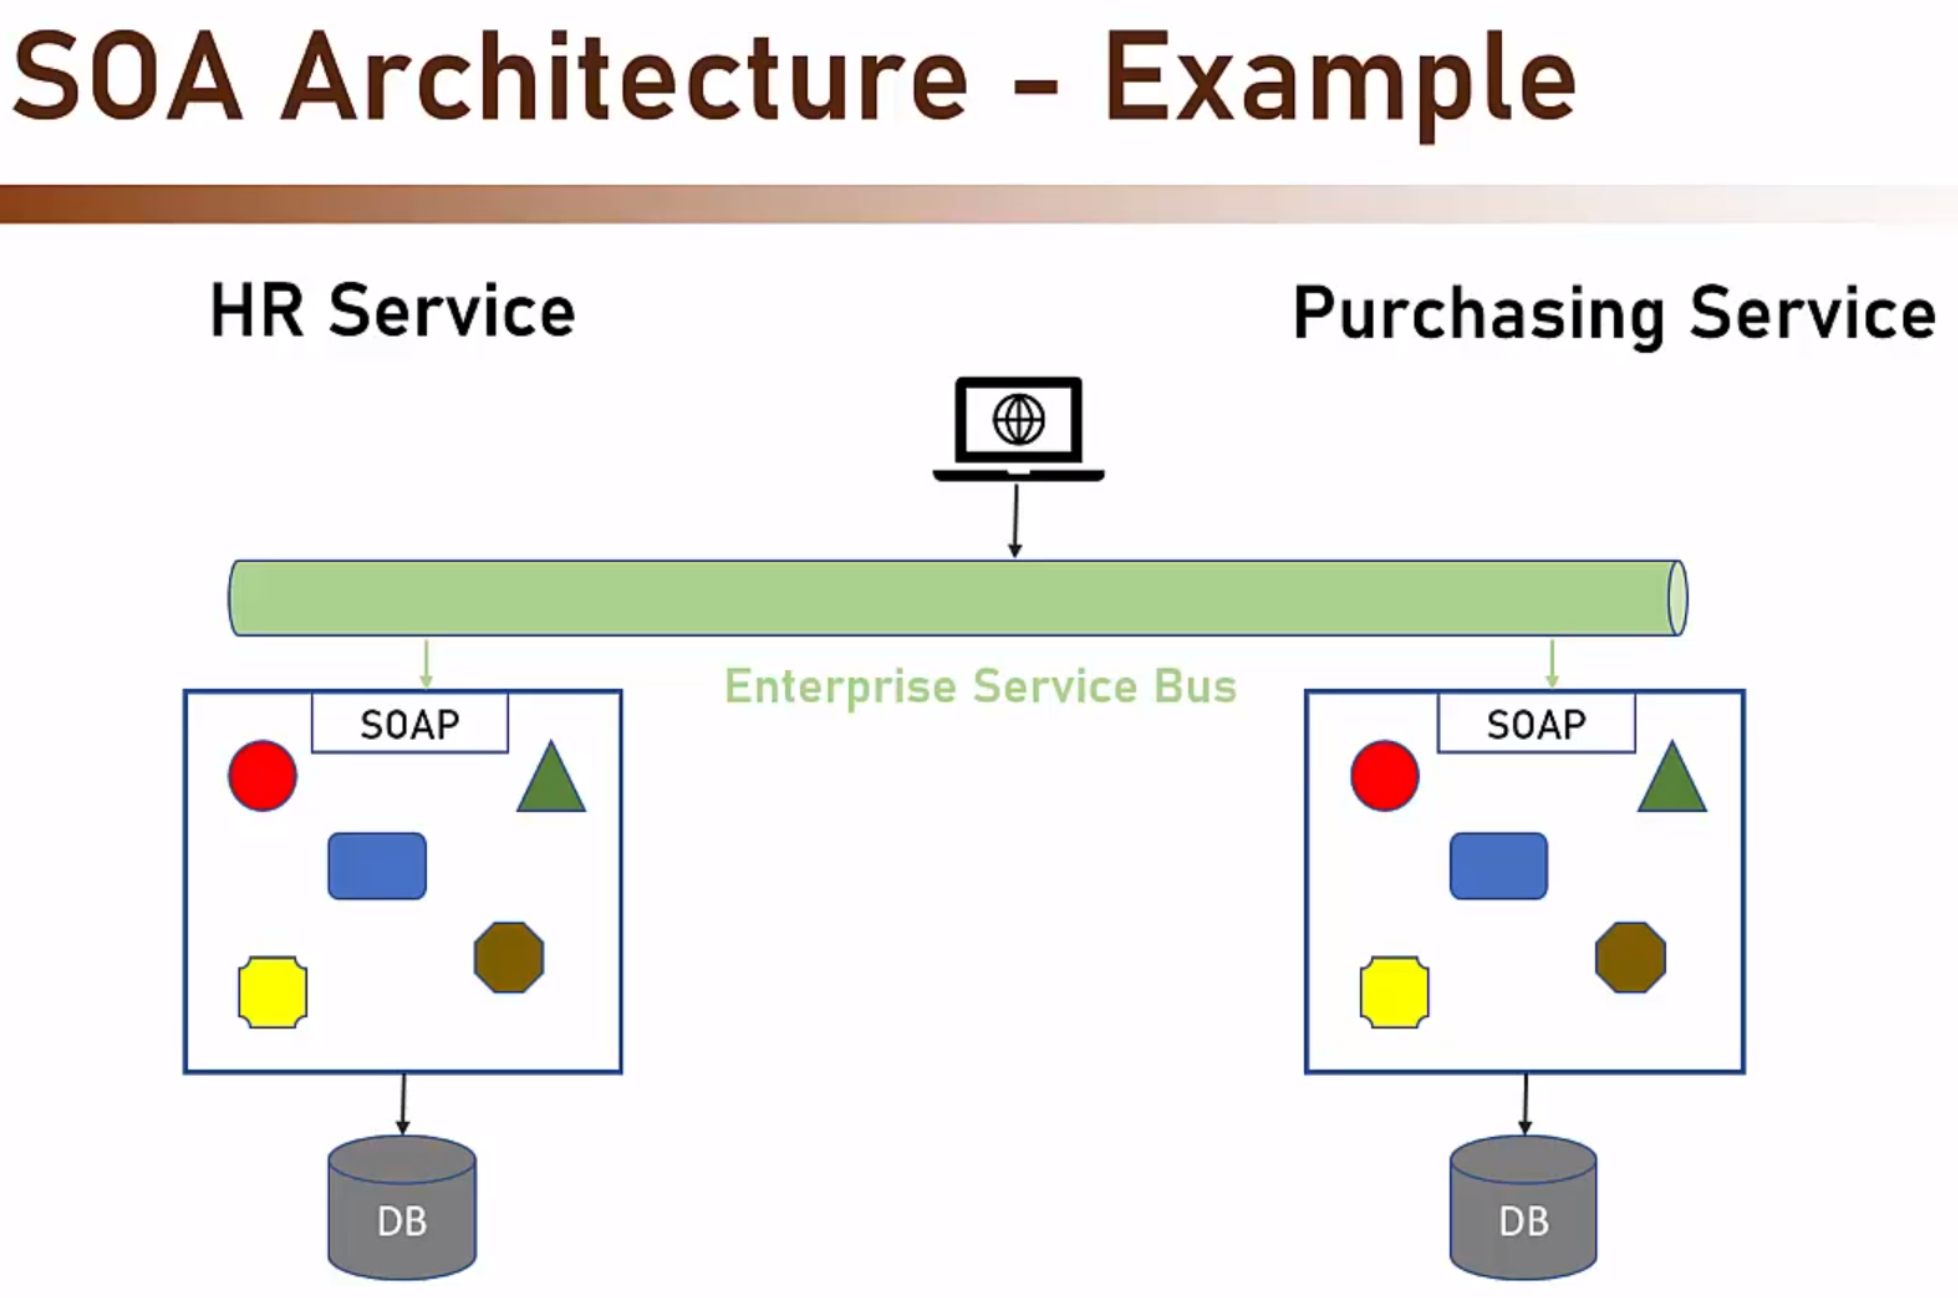 SOA Architecture - Example
HR Service
Purchasing Service
Enterprise Service Bus
SOAP
SOAP
DB
DB